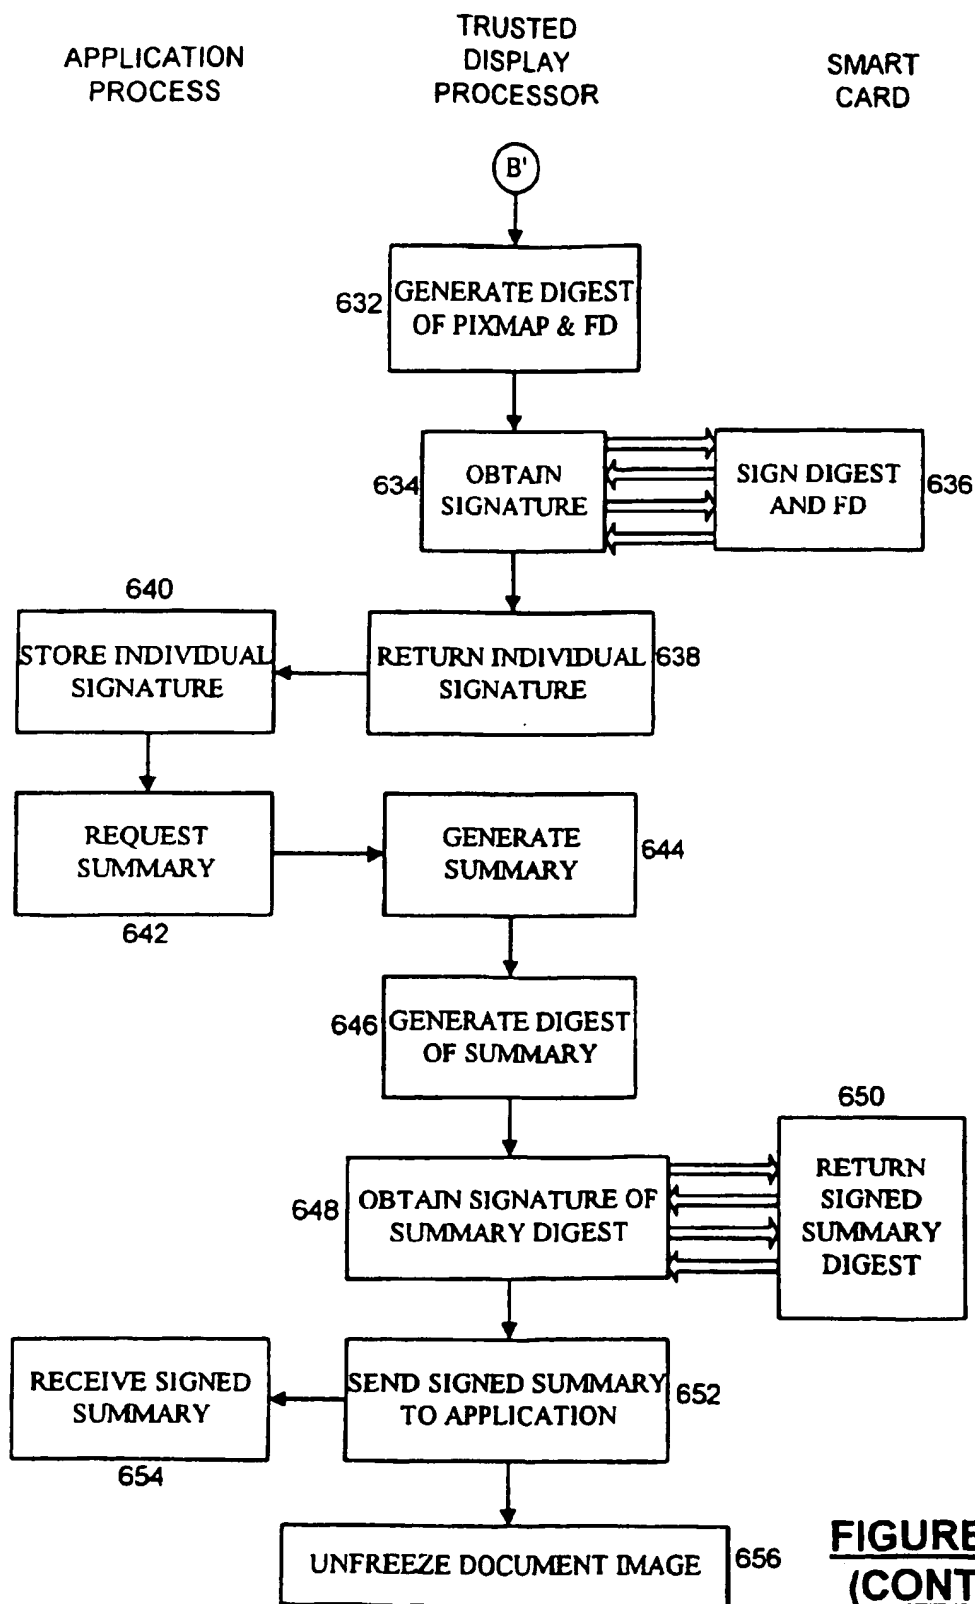 APPLICATION
PROCESS
TRUSTED
DISPLAY
PROCESSOR
SMART
CARD
B'
632
GENERATE DIGEST
OF PIXMAP & FD
634
OBTAIN
SIGNATURE
SIGN DIGEST
AND FD
636
640
STORE INDIVIDUAL
SIGNATURE
RETURN INDIVIDUAL
SIGNATURE
638
REQUEST
SUMMARY
642
GENERATE
SUMMARY
644
646
GENERATE DIGEST
OF SUMMARY
648
OBTAIN SIGNATURE OF
SUMMARY DIGEST
650
RETURN
SIGNED
SUMMARY
DIGEST
RECEIVE SIGNED
SUMMARY
654
SEND SIGNED SUMMARY
TO APPLICATION
652
UNFREEZE DOCUMENT IMAGE
656
FIGURE
(CONT